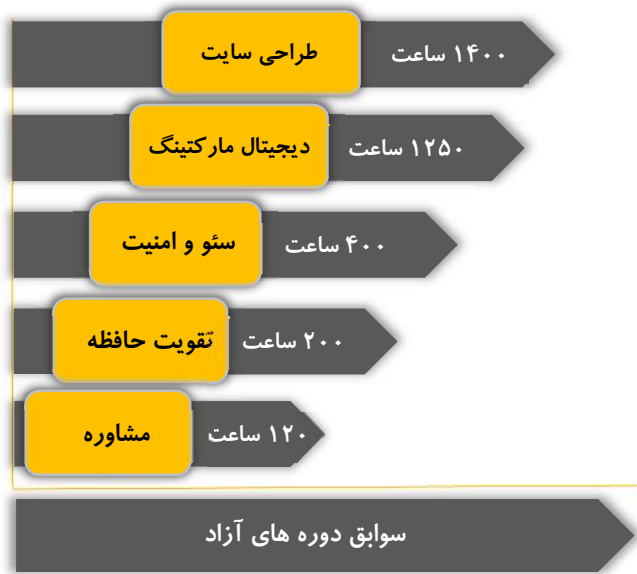 طراحی سایت ۱۴۰۰ ساعت
دیجیتال مارکتینگ ۱۲۵۰ ساعت
سئو و امنیت ۴۰۰ ساعت
تقویت حافظه ۲۰۰ ساعت
مشاوره ۱۲۰ ساعت
سوابق دوره های آزاد